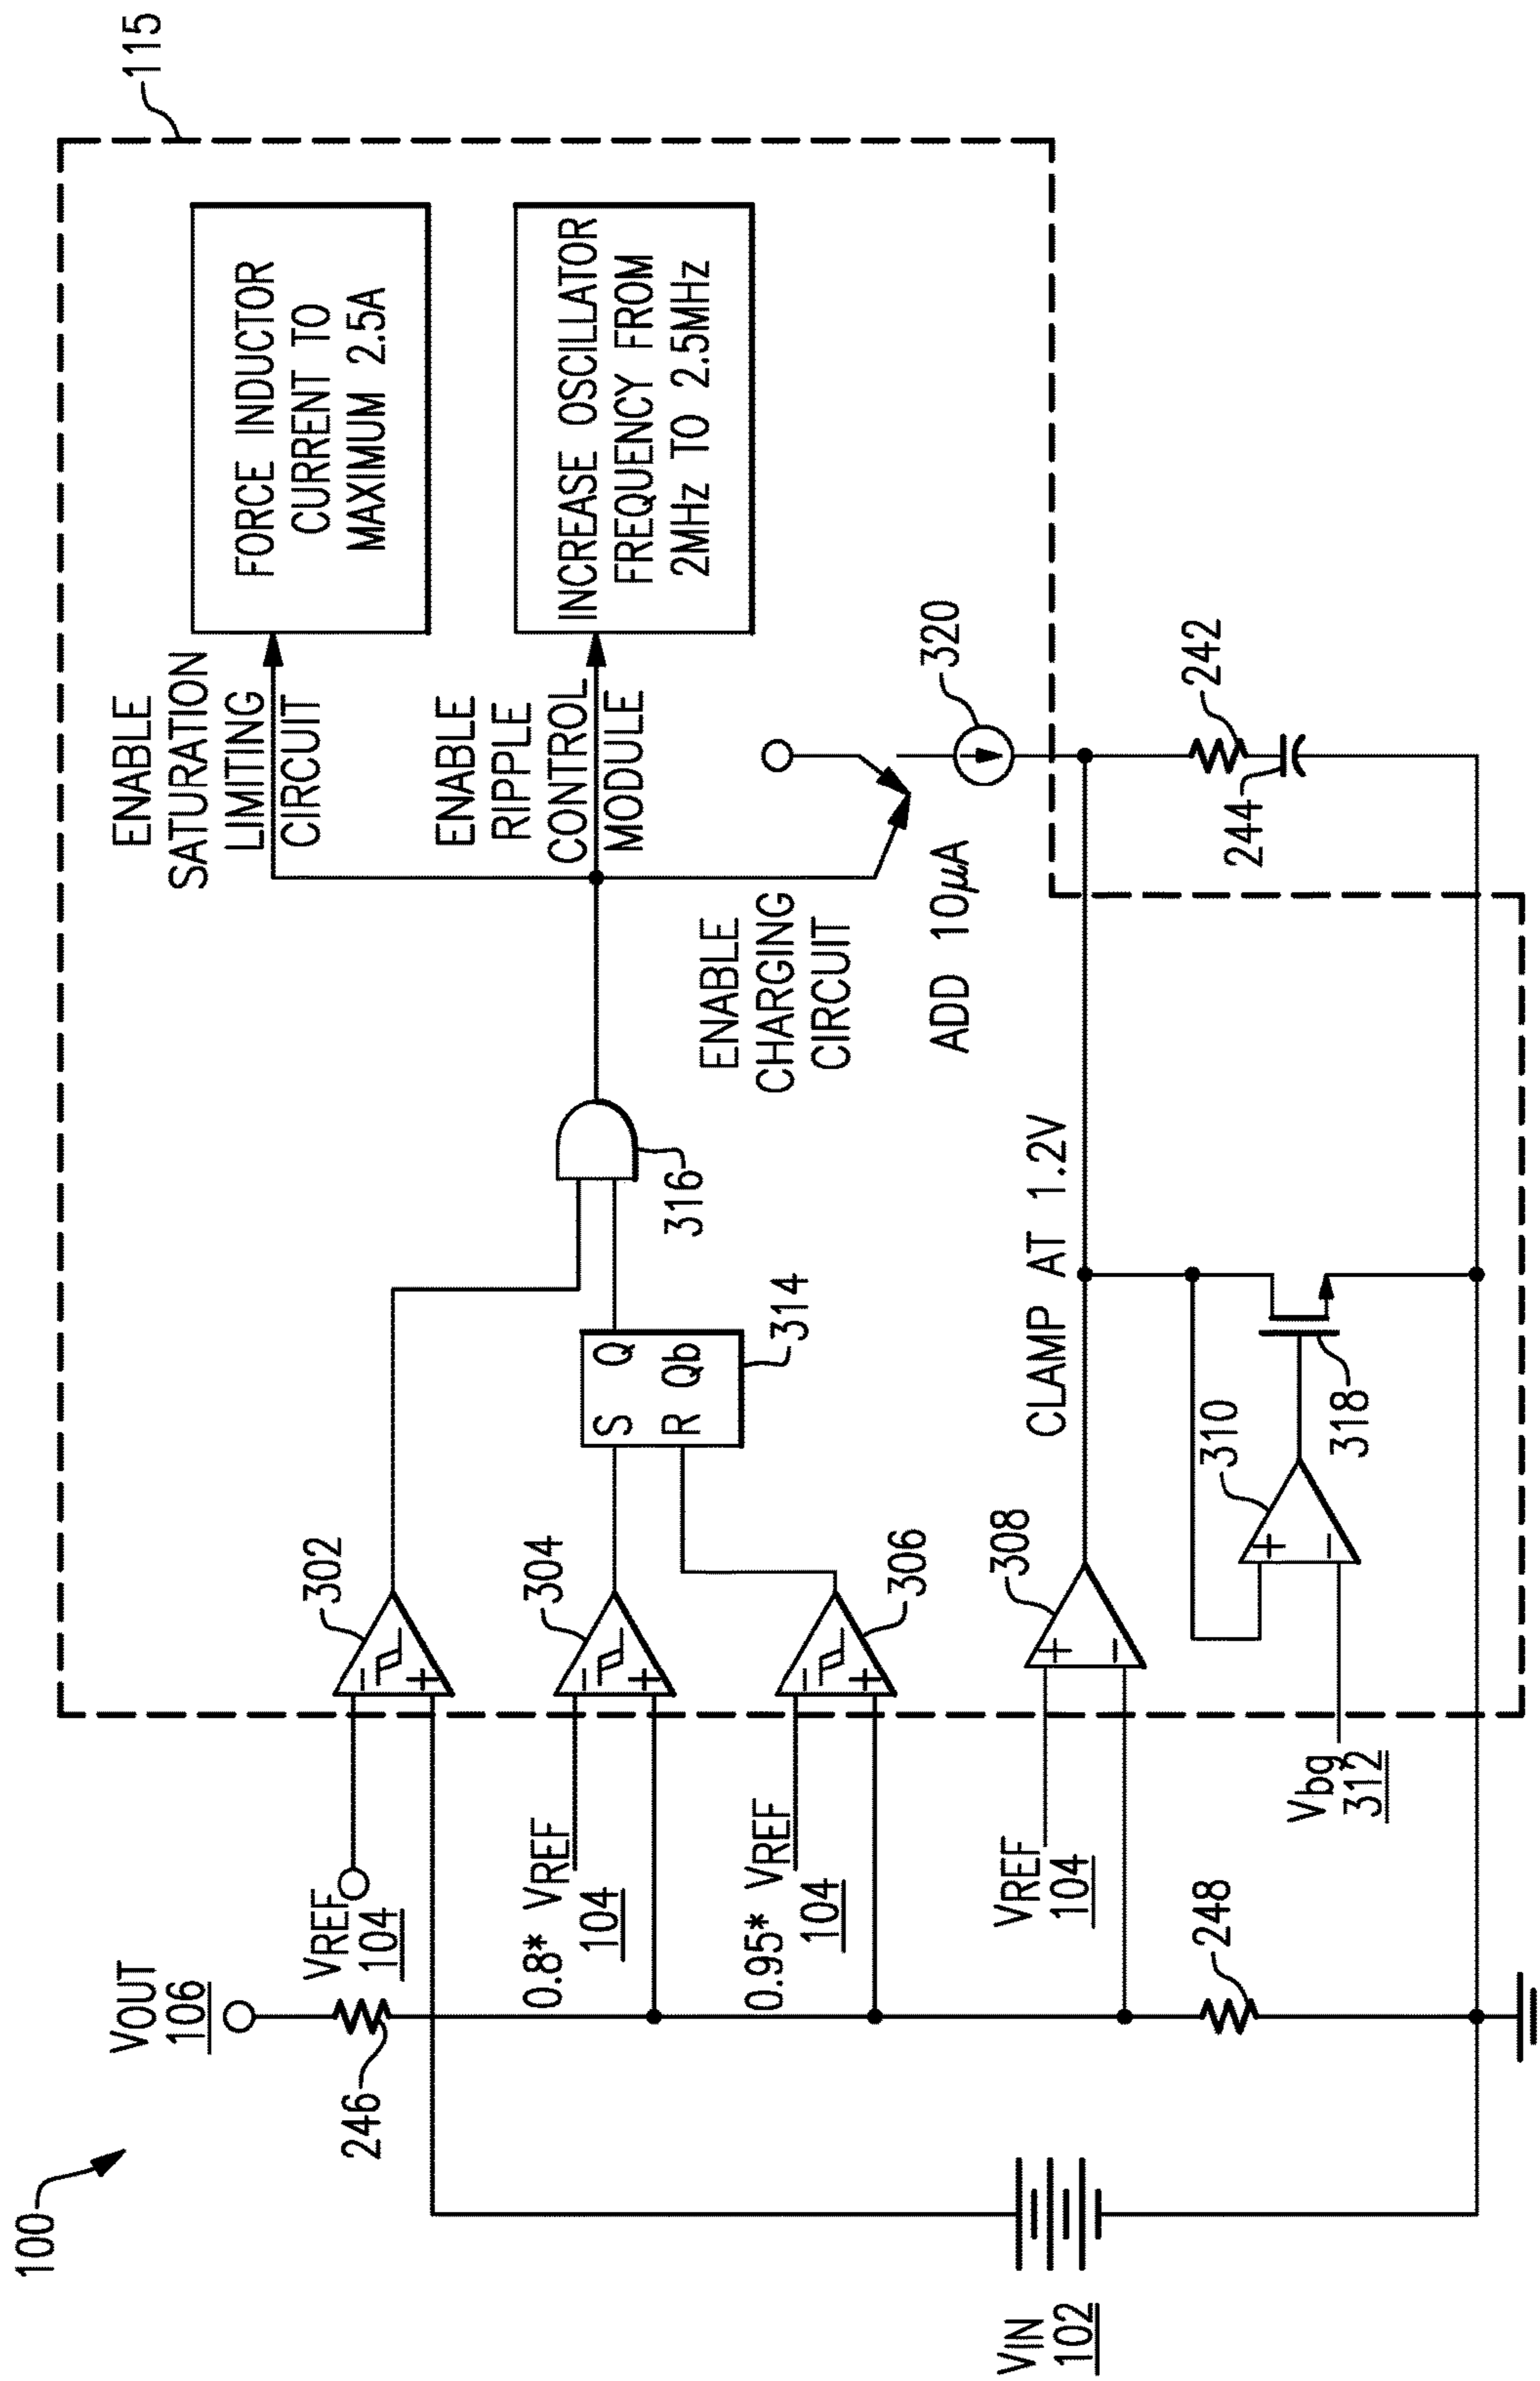 100
VOUT
106
246
VREF
104
302
0.8* VREF
104
304
0.95* VREF
104
306
VREF
104
308
248
VIN
102
Vbg
312
310
318
−
+
−
+
−
+
+
−
+
−
S Q
R Qb
314
316
CLAMP AT 1.2V
ENABLE
SATURATION
LIMITING
CIRCUIT
FORCE INDUCTOR
CURRENT TO
MAXIMUM 2.5A
ENABLE
RIPPLE
CONTROL
MODULE
INCREASE OSCILLATOR
FREQUENCY FROM
2MHz TO 2.5MHz
ENABLE
CHARGING
CIRCUIT
ADD 10µA
320
242
244
115